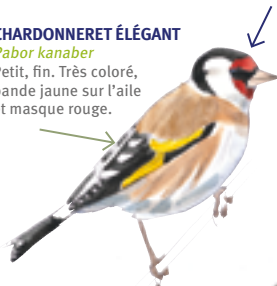 CHARDONNERET ÉLÉGANT
Pabor kanaber
Petit, fin. Très coloré,
bande jaune sur l'aile
et masque rouge.